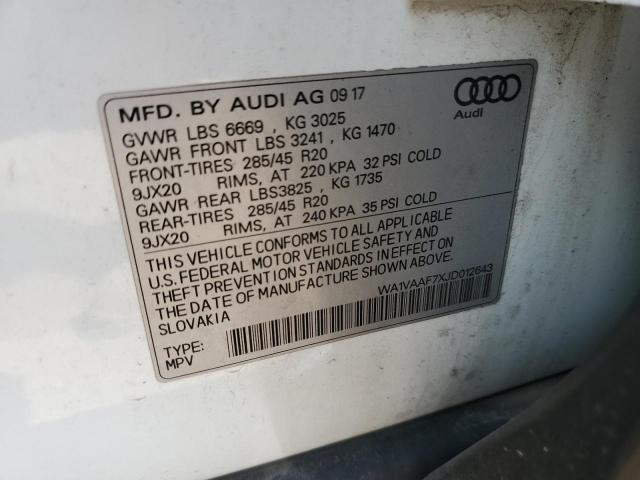 MFD. BY AUDI AG 09 17
Audi
GVWR LBS 6669 , KG 3025
GAWR FRONT LBS 3241 , KG 1470
FRONT-TIRES 285/45 R20
9JX20 RIMS, AT 220 KPA 32 PSI COLD
GAWR REAR LBS3825 , KG 1735
REAR-TIRES 285/45 R20
9JX20 RIMS, AT 240 KPA 35 PSI COLD
THIS VEHICLE CONFORMS TO ALL APPLICABLE
U.S. FEDERAL MOTOR VEHICLE SAFETY AND
THEFT PREVENTION STANDARDS IN EFFECT ON
THE DATE OF MANUFACTURE SHOWN ABOVE.
SLOVAKIA
WA1VAAF7XJD012643
TYPE:
MPV